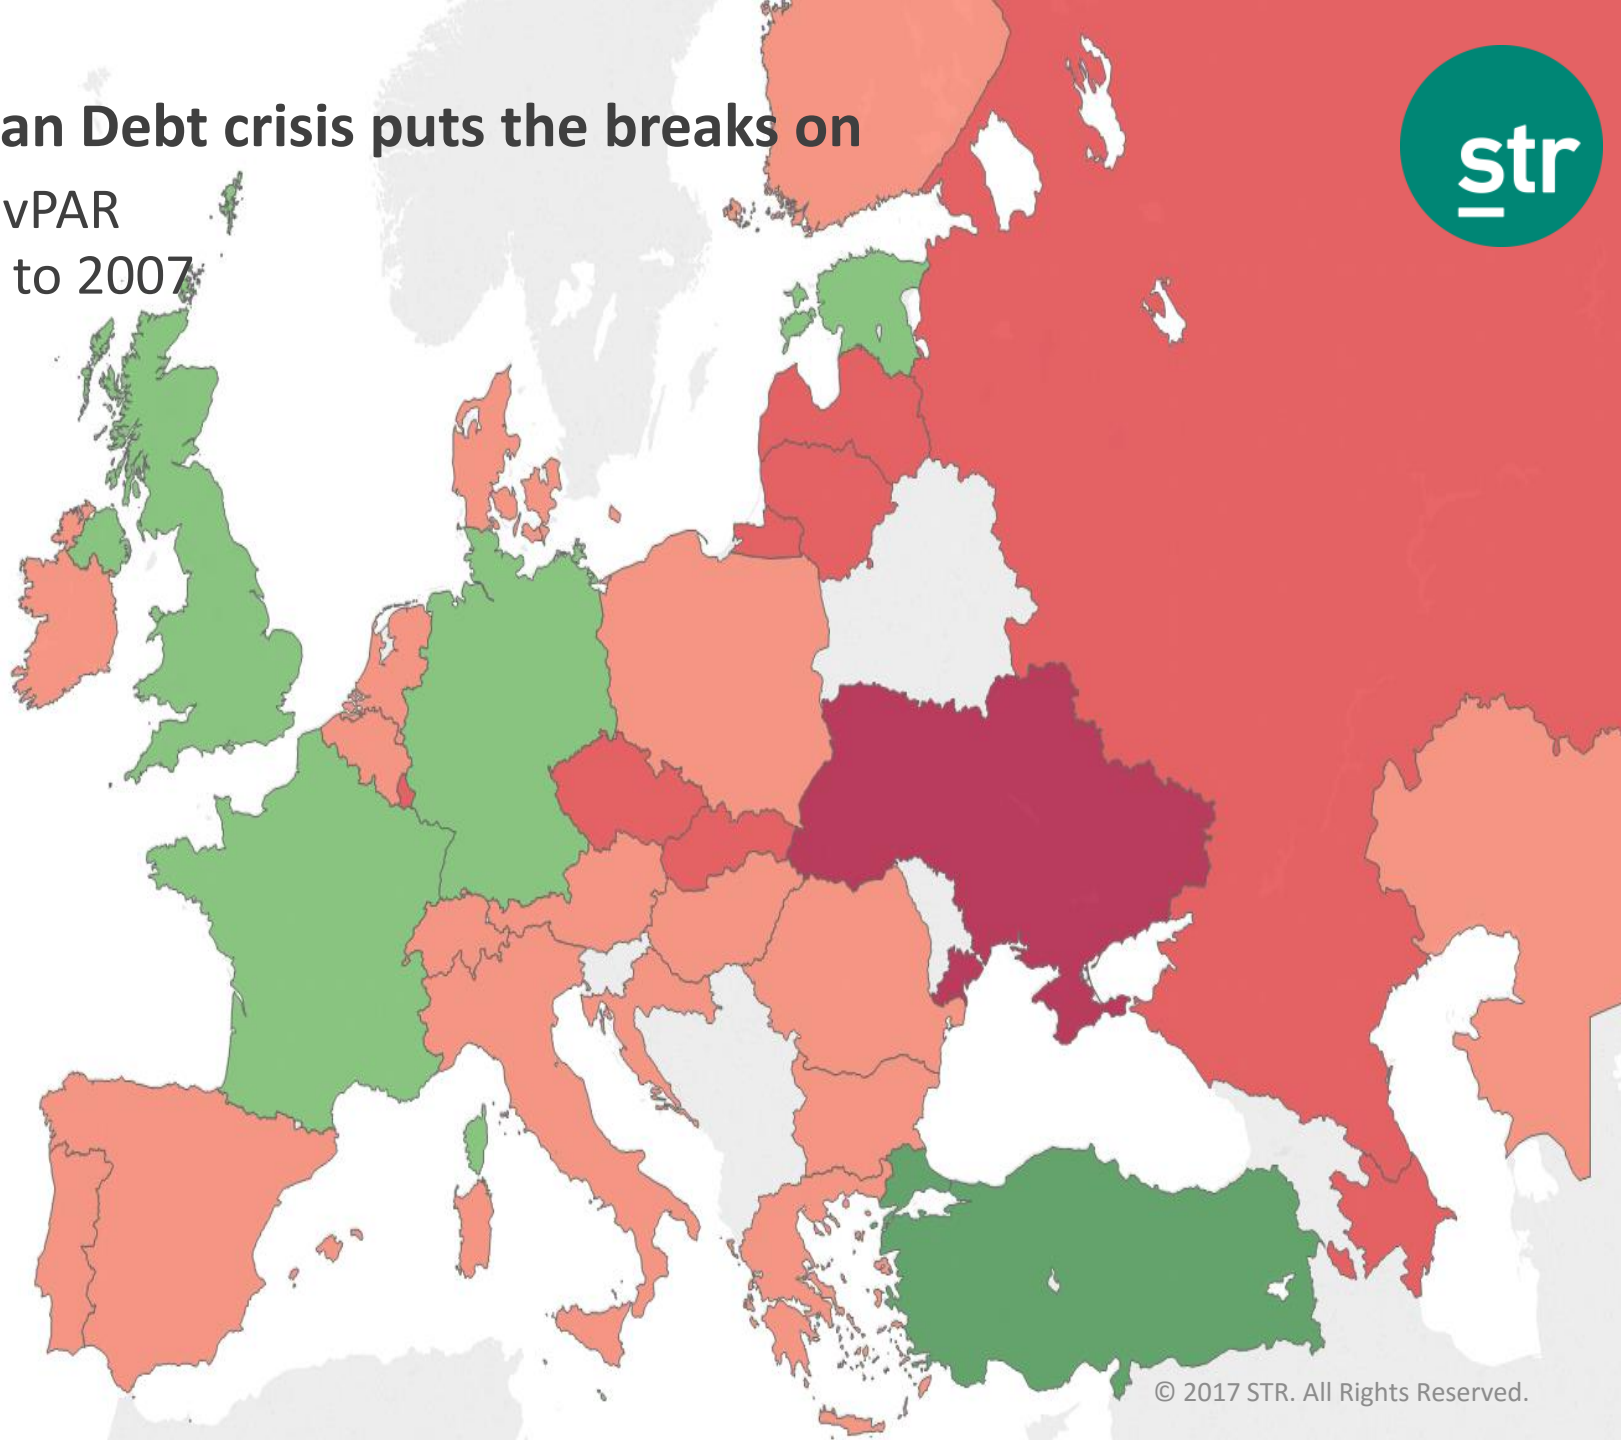 an Debt crisis puts the breaks on
vPAR
to 2007
str
© 2017 STR. All Rights Reserved.